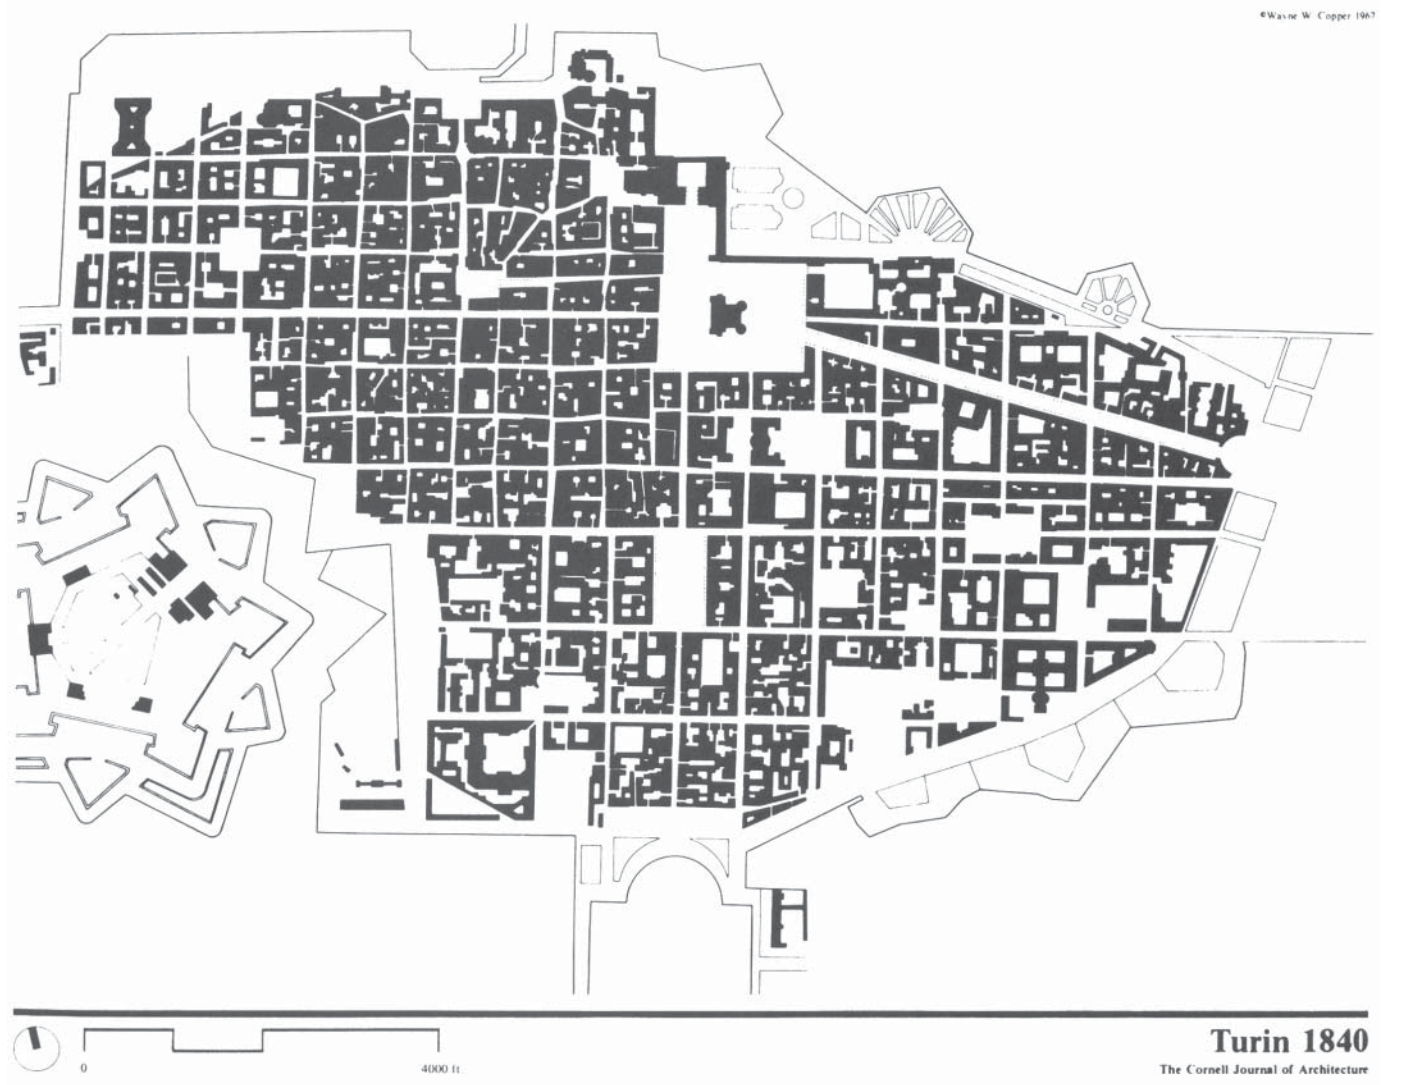 ©Wayne W. Copper 1967
0
4000 ft
Turin 1840
The Cornell Journal of Architecture